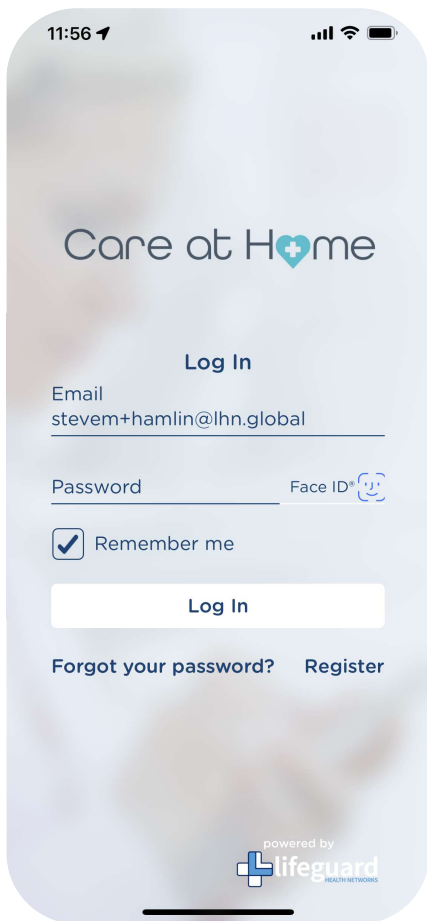 11:56
Care at Home
Log In
Email
stevem+hamlin@lhn.global
Password
Face ID®
Remember me
Log In
Forgot your password? Register
powered by
lifeguard
HEALTH NETWORKS